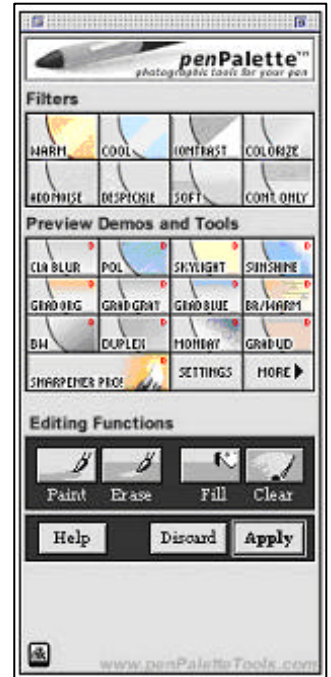 penPalette™
photographic tools for your pen
Filters
WARM COOL CONTRAST COLORIZE
ADD NOISE DESPECKLE SOFT CONT. ONLY
Preview Demos and Tools
CLA BLUR POL SKYLIGHT SUNSHINE
GRAD ORG GRAD GRAY GRAD BLUE BR/WARM
BW DUPLEX MONDAY GRAD UD
SHARPENER PRO! SETTINGS MORE
Editing Functions
Paint Erase Fill Clear
Help Discard Apply
www.penPaletteTools.com